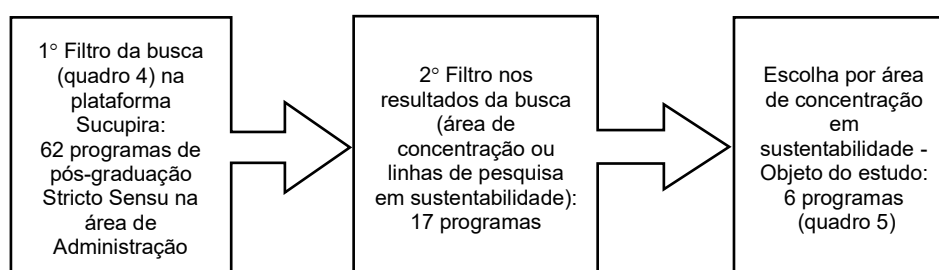 1° Filtro da busca
(quadro 4) na
plataforma
Sucupira:
62 programas de
pós-graduação
Stricto Sensu na
área de
Administração
2° Filtro nos
resultados da busca
(área de
concentração ou
linhas de pesquisa
em sustentabilidade):
17 programas
Escolha por área
de concentração
em
sustentabilidade -
Objeto do estudo:
6 programas
(quadro 5)